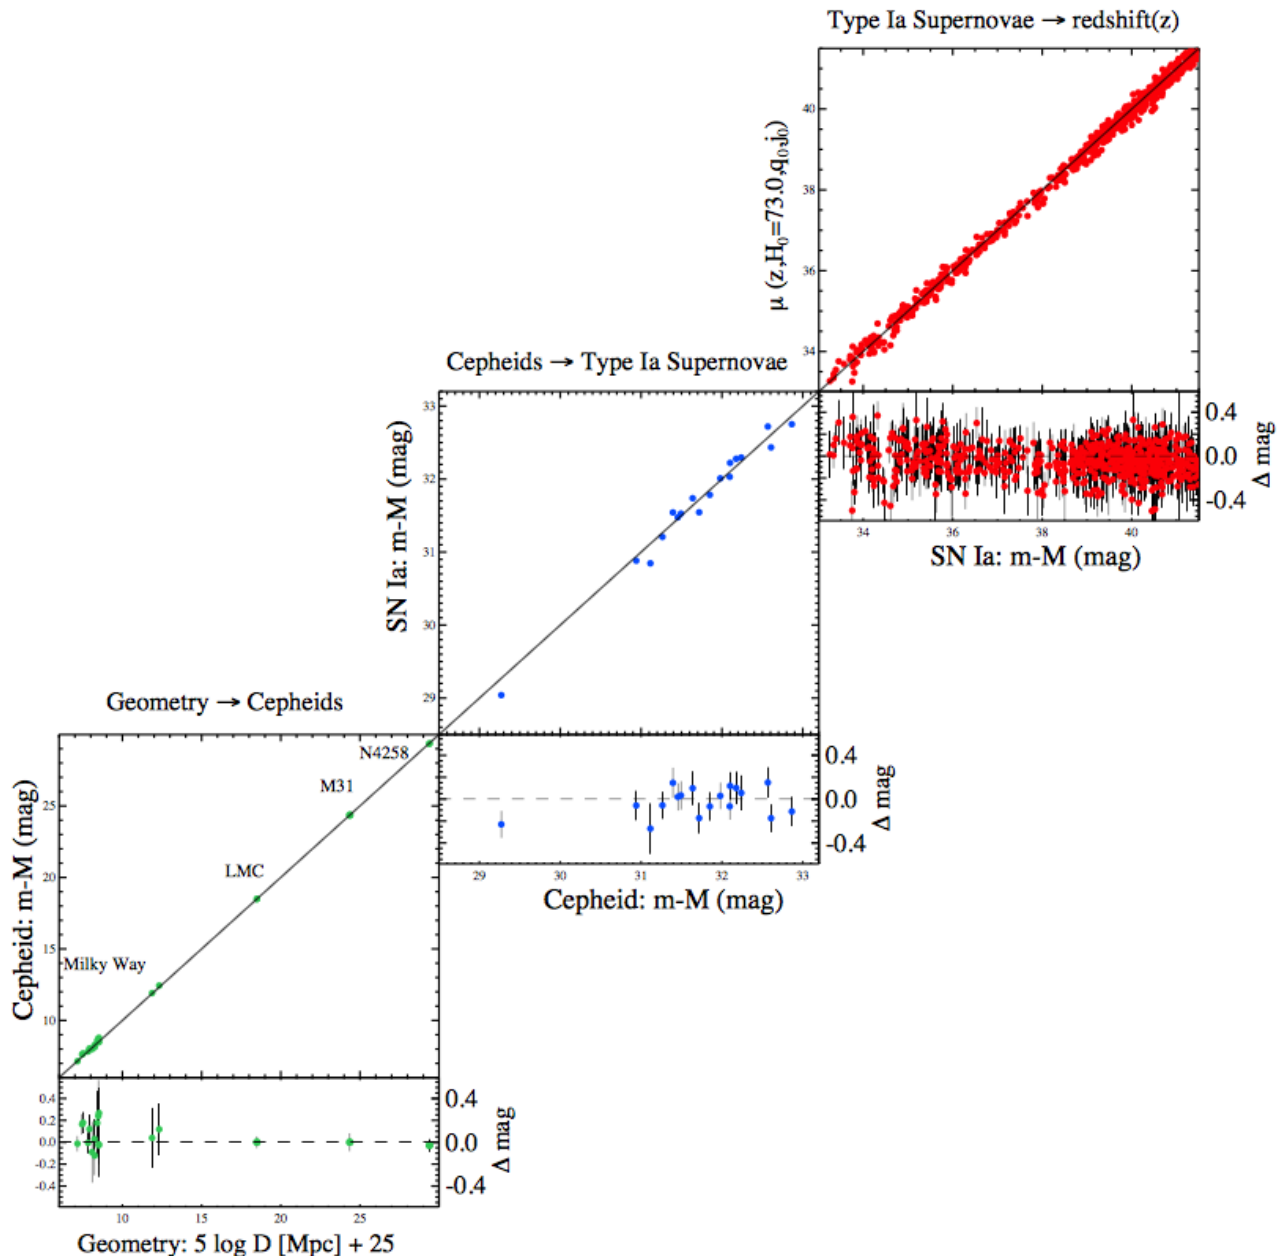 Type Ia Supernovae → redshift(z)
μ (z,H₀=73.0,q₀,j₀)
40
38
36
34
0.4
0.0
-0.4
Δ mag
34 36 38 40
SN Ia: m-M (mag)
Cepheids → Type Ia Supernovae
SN Ia: m-M (mag)
33
32
31
30
29
0.4
0.0
-0.4
Δ mag
29 30 31 32 33
Cepheid: m-M (mag)
Geometry → Cepheids
Cepheid: m-M (mag)
25
20
15
10
N4258
M31
LMC
Milky Way
0.4
0.2
0.0
-0.2
-0.4
0.4
0.0
-0.4
Δ mag
10 15 20 25
Geometry: 5 log D [Mpc] + 25